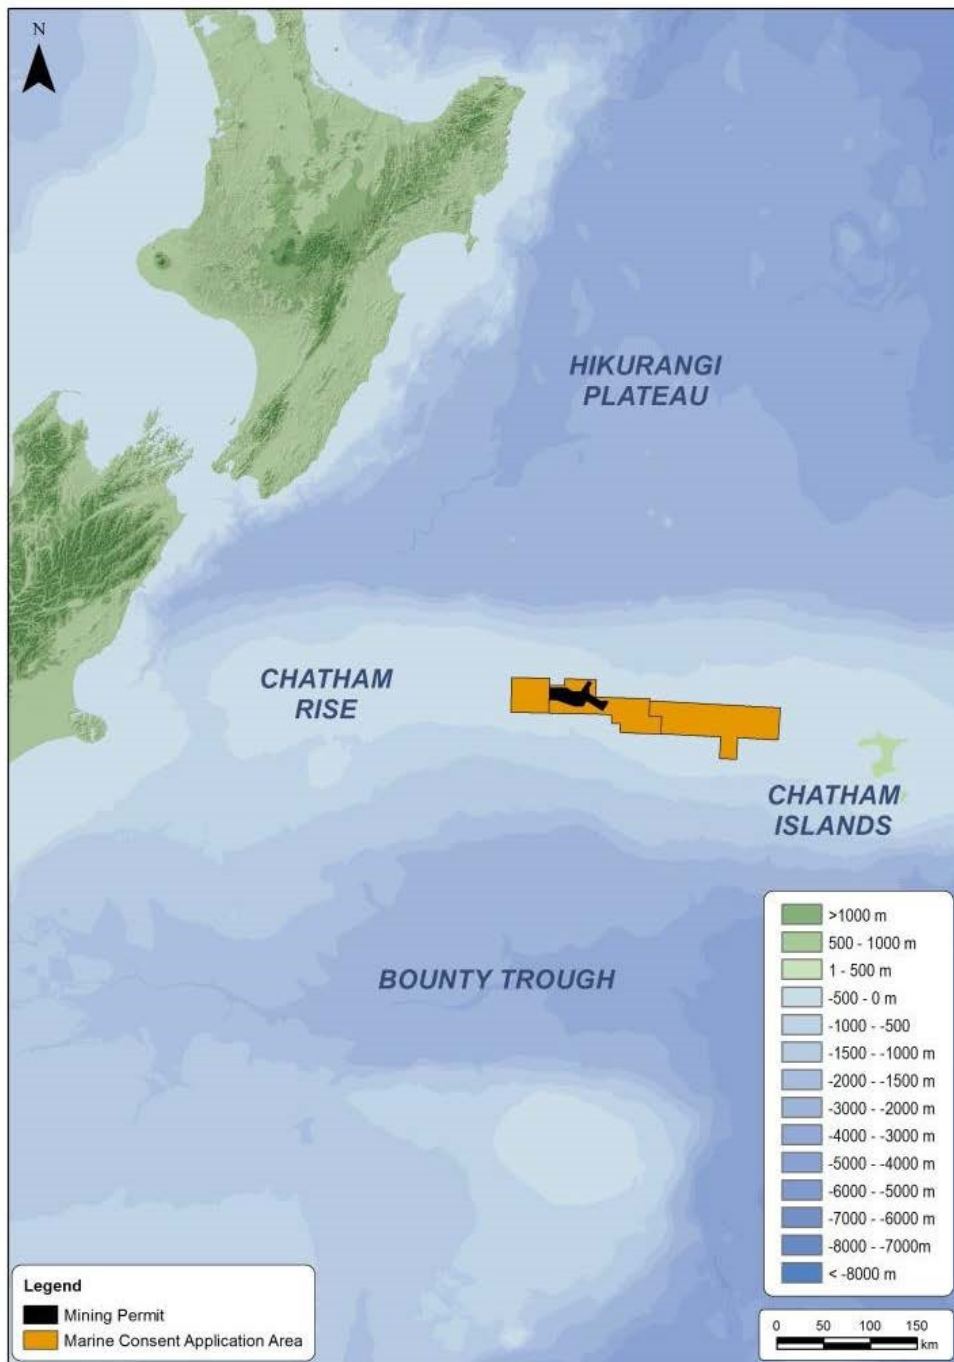 N
HIKURANGI
PLATEAU
CHATHAM
RISE
CHATHAM
ISLANDS
BOUNTY TROUGH
>1000 m
500 - 1000 m
1 - 500 m
-500 - 0 m
-1000 - -500
-1500 - -1000 m
-2000 - -1500 m
-3000 - -2000 m
-4000 - -3000 m
-5000 - -4000 m
-6000 - -5000 m
-7000 - -6000 m
-8000 - -7000m
< -8000 m
Legend
Mining Permit
Marine Consent Application Area
0 50 100 150
km